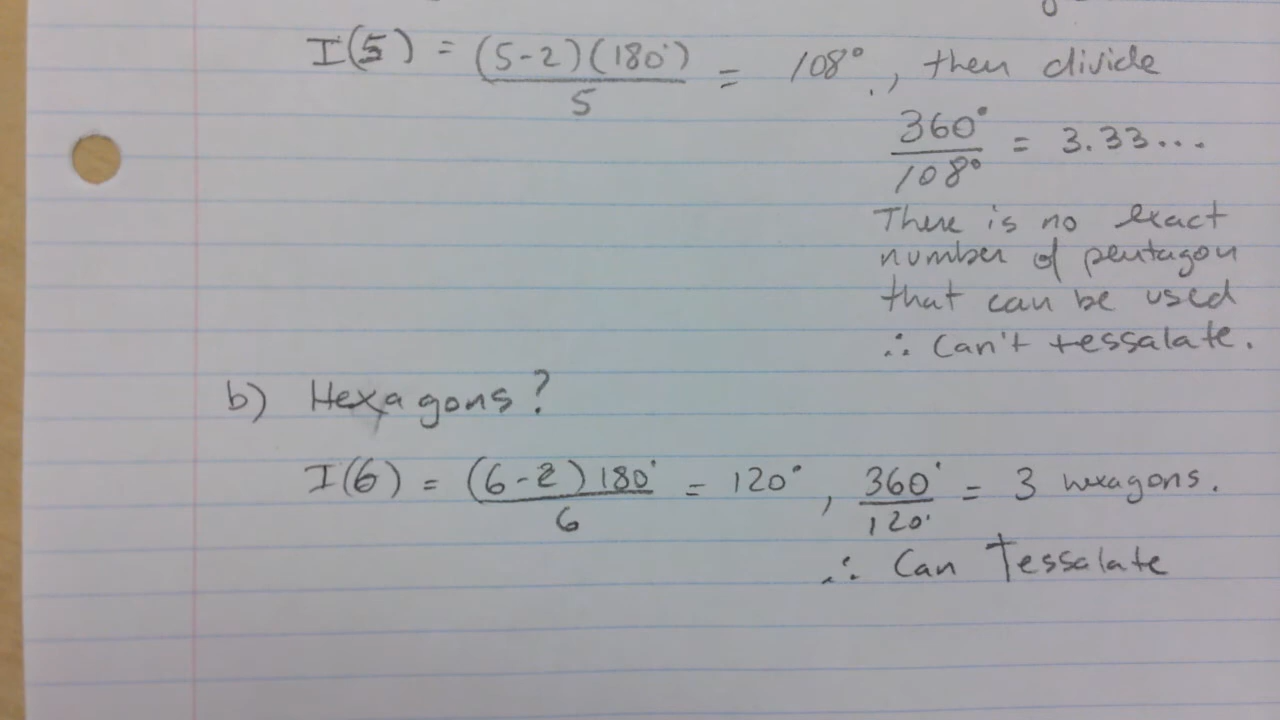 I(5) = (5-2)(180°)/5 = 108°, then divide
360°/108° = 3.33...
There is no exact
number of pentagon
that can be used
∴ Can't tessalate.
b) Hexagons?
I(6) = (6-2)180°/6 = 120°, 360°/120° = 3 hexagons.
∴ Can Tessalate